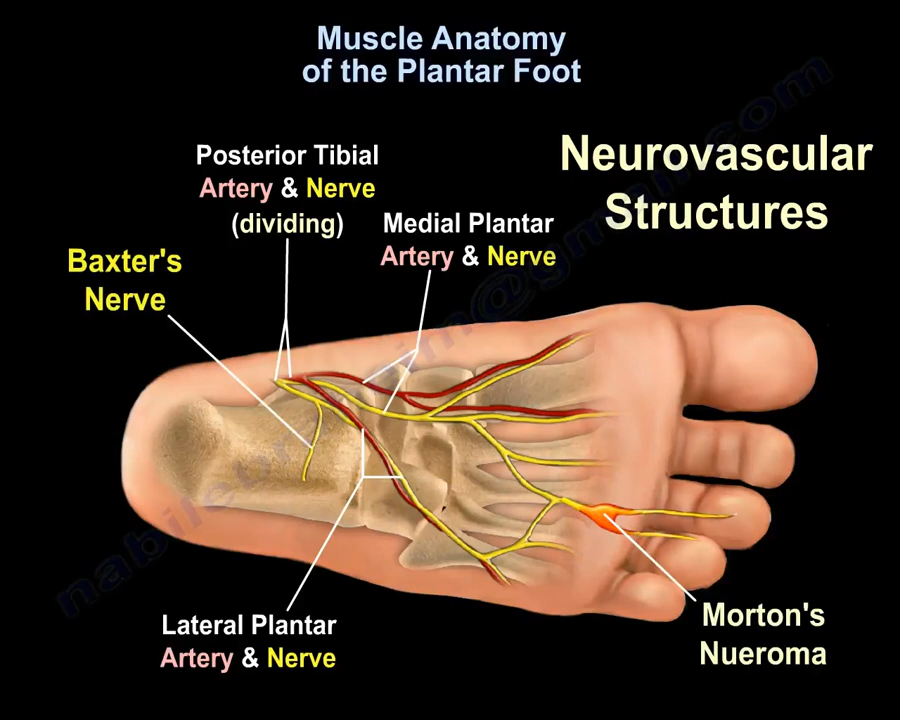 Muscle Anatomy
of the Plantar Foot
Neurovascular
Structures
Posterior Tibial
Artery & Nerve
(dividing)
Medial Plantar
Artery & Nerve
Baxter's
Nerve
Lateral Plantar
Artery & Nerve
Morton's
Nueroma